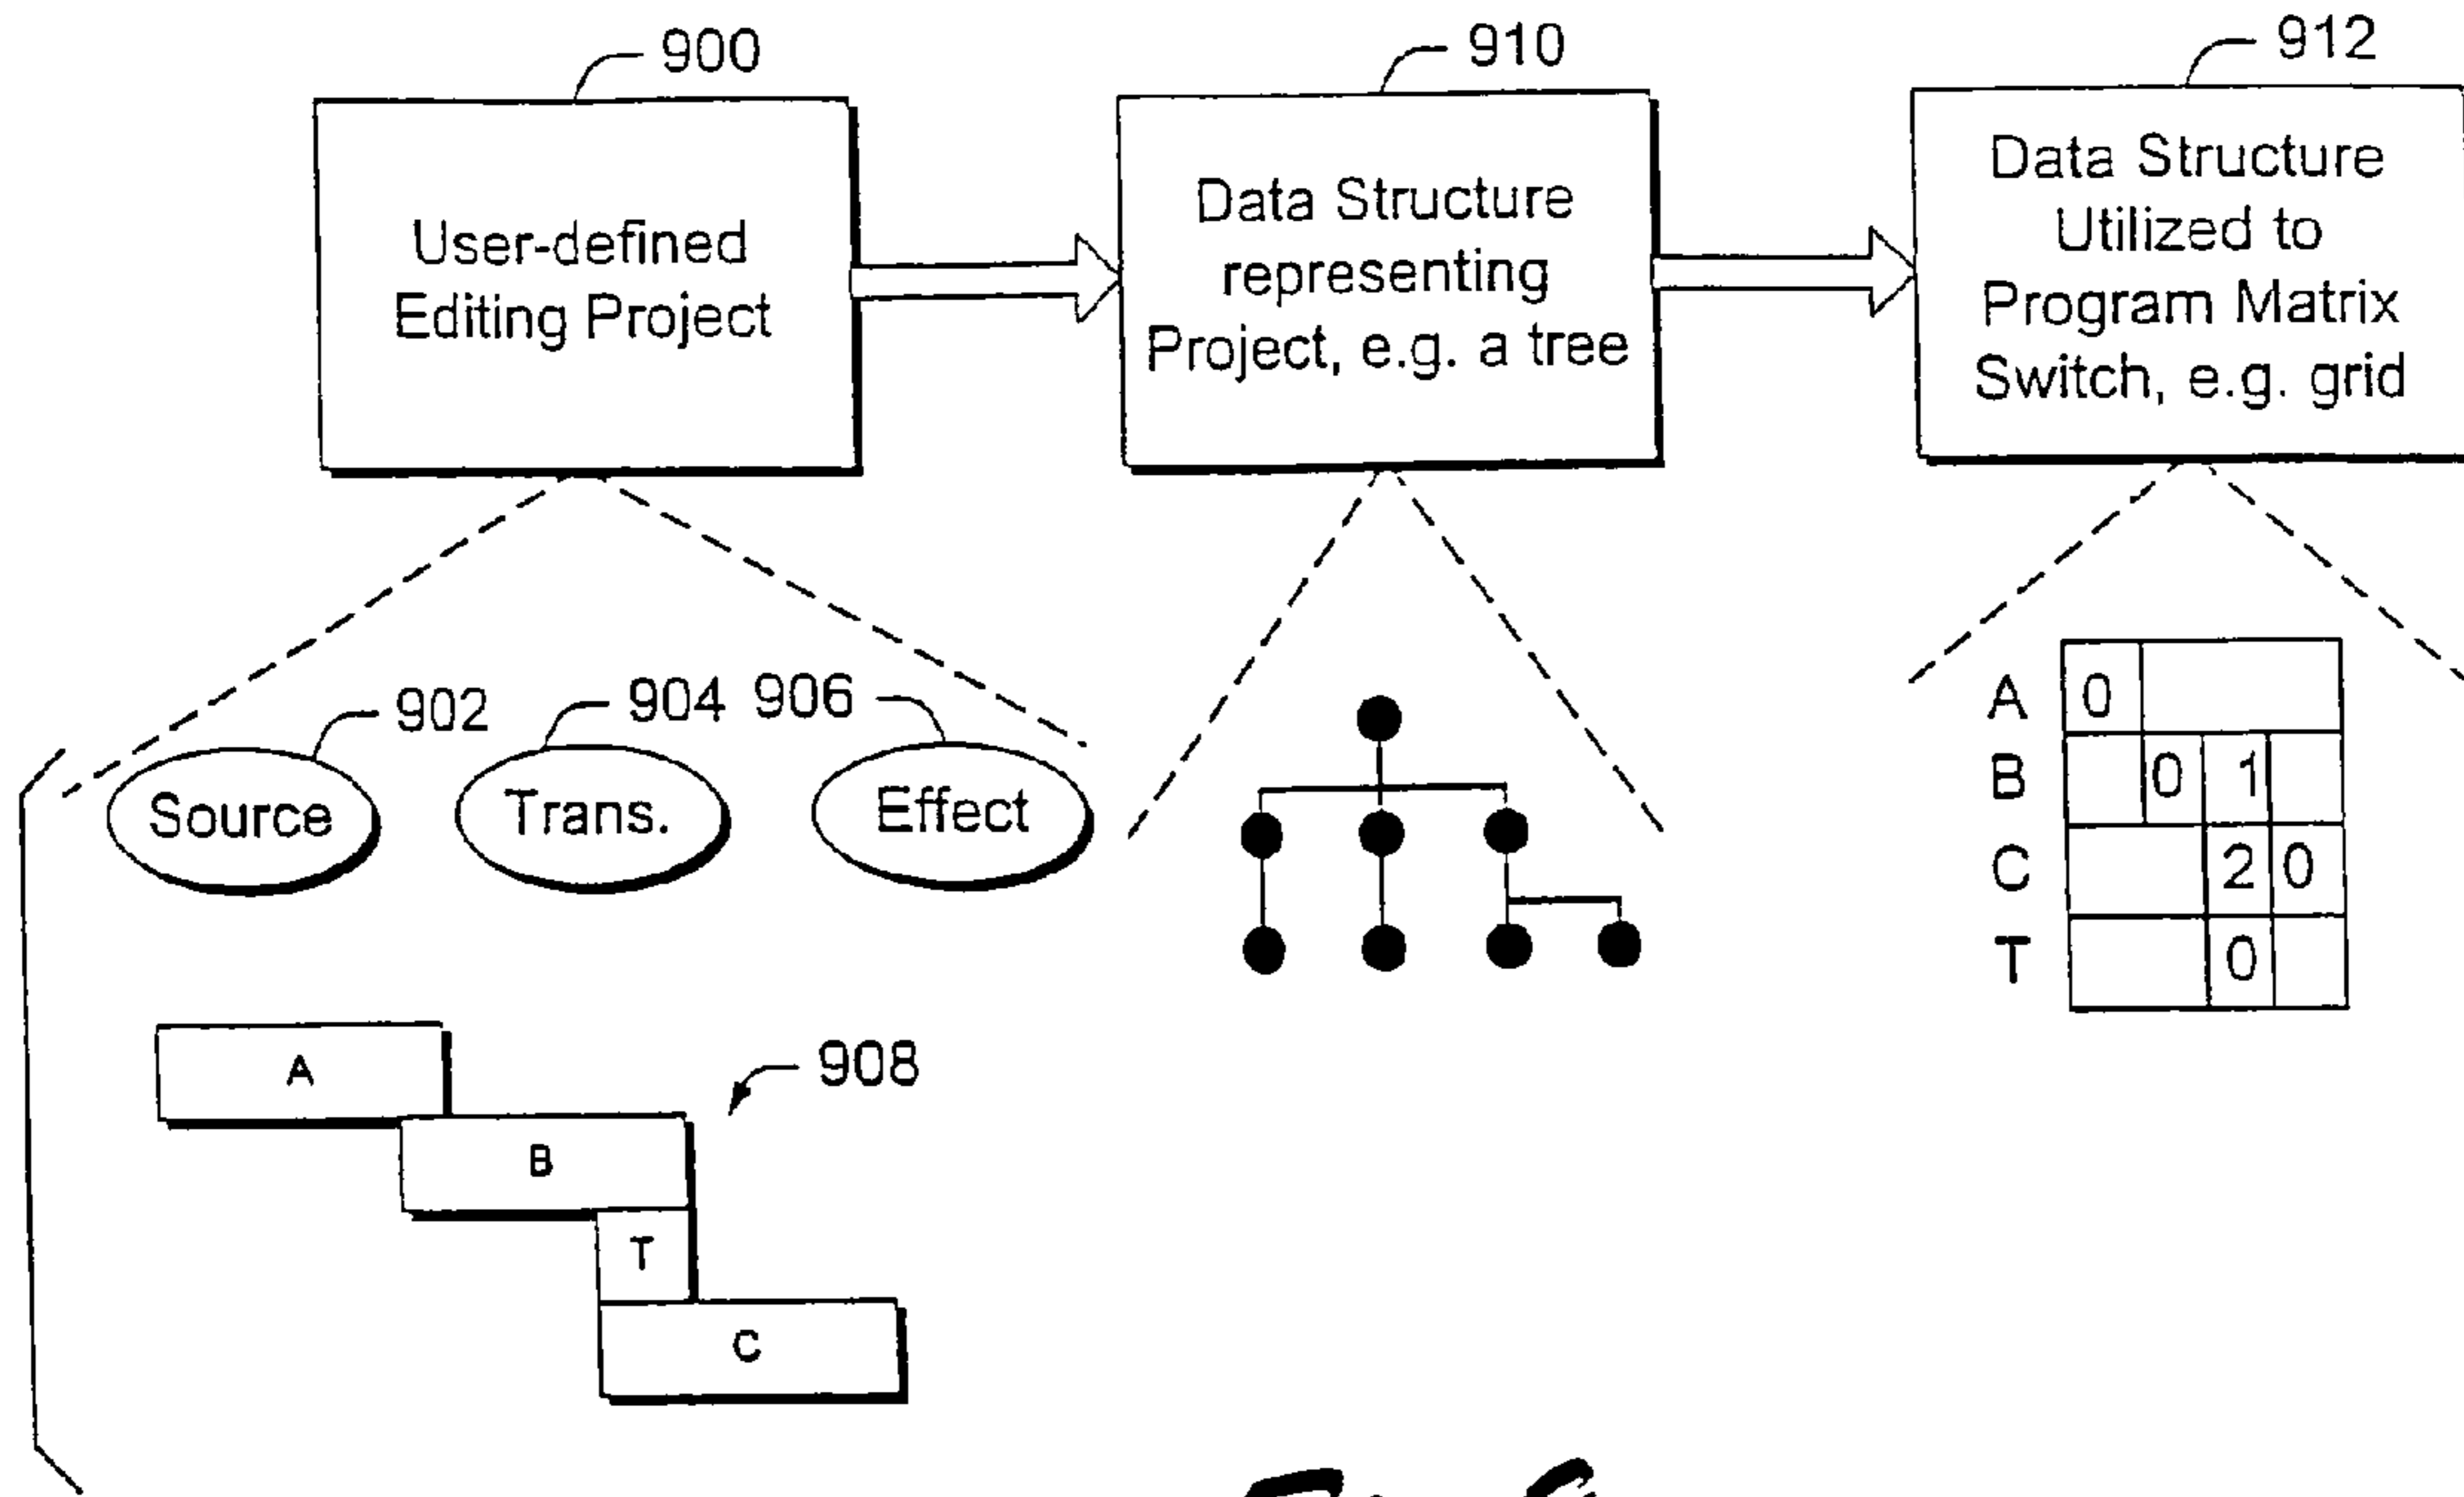 900
910
912
User-defined
Editing Project
Data Structure
representing
Project, e.g. a tree
Data Structure
Utilized to
Program Matrix
Switch, e.g. grid
902
904
906
Source
Trans.
Effect
A 0
B 0 1
C 2 0
T 0
908
A
B
T
C